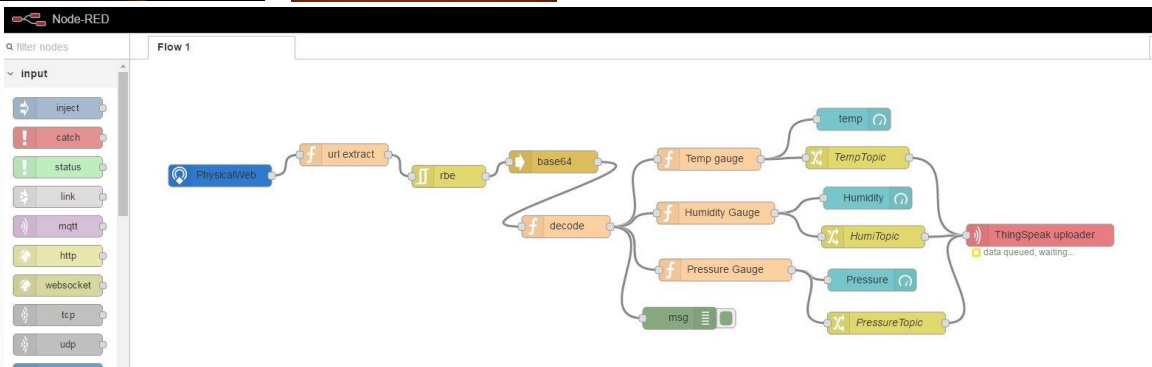 Node-RED
filter nodes
Flow 1
input
inject
catch
status
link
mqtt
http
websocket
tcp
udp
PhysicalWeb
url extract
rbe
base64
decode
Temp gauge
temp
TempTopic
Humidity Gauge
Humidity
HumiTopic
Pressure Gauge
Pressure
PressureTopic
msg
ThingSpeak uploader
data queued, waiting...